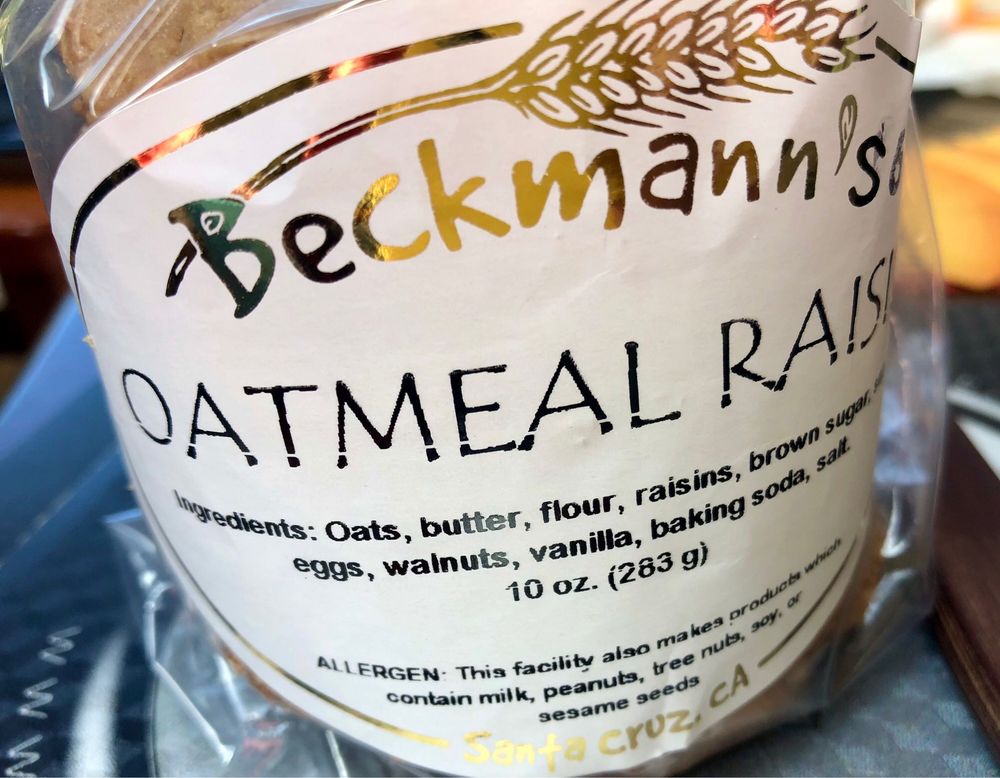 Beckmann's
OATMEAL RAISI
Ingredients: Oats, butter, flour, raisins, brown sugar,
eggs, walnuts, vanilla, baking soda, salt.
10 oz. (283 g)
ALLERGEN: This facility also makes products which
contain milk, peanuts, tree nuts, soy, or
sesame seeds
Santa Cruz, CA